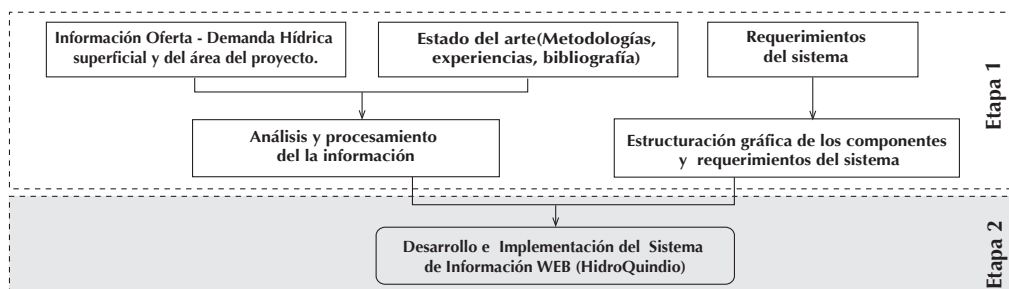 Información Oferta - Demanda Hídrica
superficial y del área del proyecto.
Estado del arte(Metodologías,
experiencias, bibliografía)
Requerimientos
del sistema
Análisis y procesamiento
del la información
Estructuración gráfica de los componentes
y requerimientos del sistema
Etapa 1
Desarrollo e Implementación del Sistema
de Información WEB (HidroQuindio)
Etapa 2